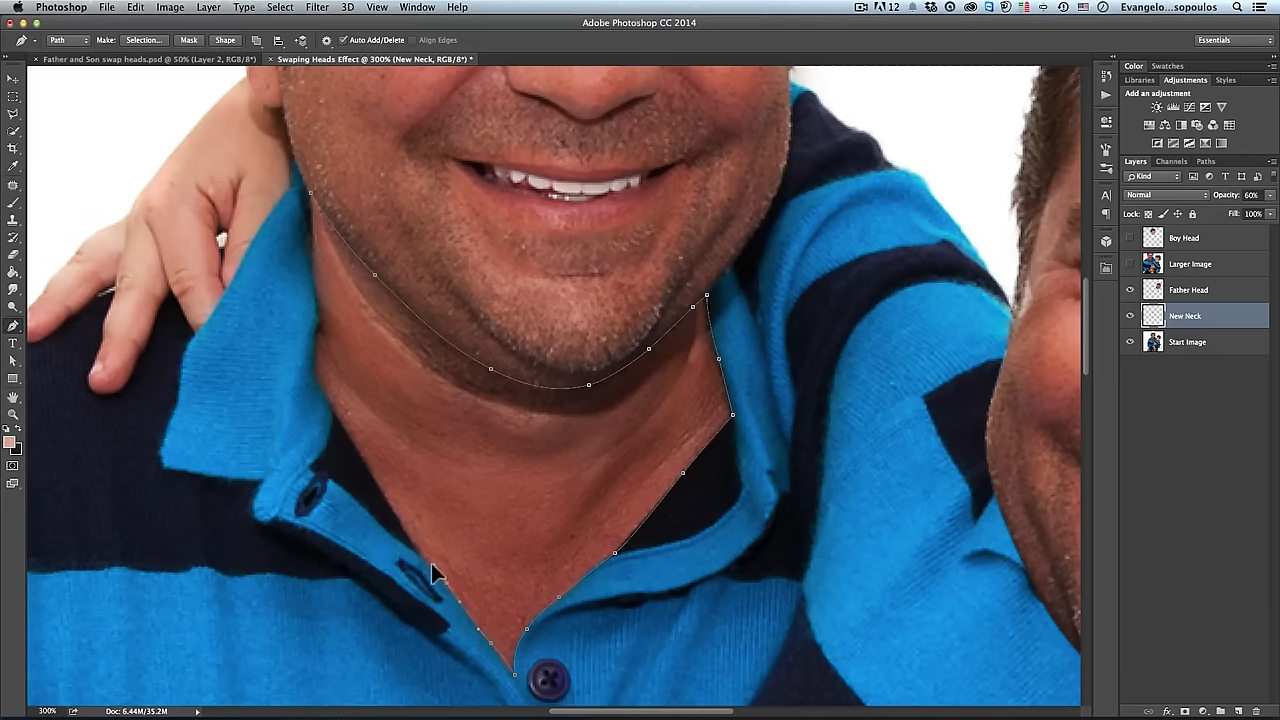 Photoshop File Edit Image Layer Type Select Filter 3D View Window Help 12 Evangelo...sopoulos
Adobe Photoshop CC 2014
Path Make: Selection... Mask Shape Auto Add/Delete Align Edges Essentials
× Father and Son swap heads.psd @ 50% (Layer 2, RGB/8*) × Swaping Heads Effect @ 300% (New Neck, RGB/8*) *
Color Swatches
Libraries Adjustments Styles
Add an adjustment
Layers Channels Paths
Kind
Normal Opacity: 60%
Lock: Fill: 100%
Boy Head
Larger Image
Father Head
New Neck
Start Image
300% Doc: 6.44M/35.2M